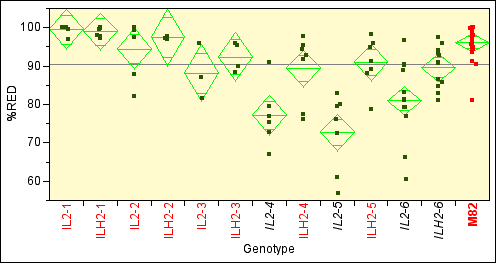 %RED
100
90
80
70
60
IL2-1
ILH2-1
IL2-2
ILH2-2
IL2-3
ILH2-3
IL2-4
ILH2-4
IL2-5
ILH2-5
IL2-6
ILH2-6
M82
Genotype